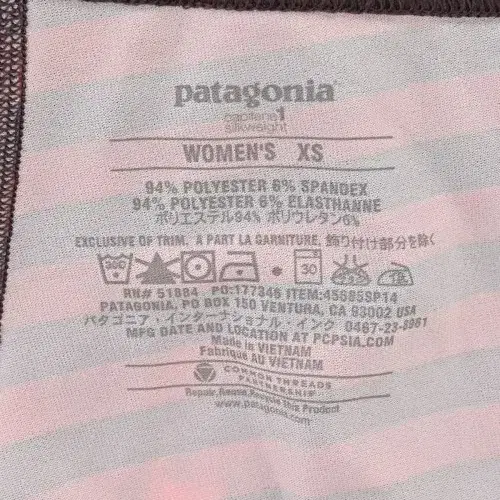 patagonia
capilene 1
silkweight
WOMEN'S XS
94% POLYESTER 6% SPANDEX
94% POLYESTER 6% ELASTHANNE
ポリエステル94% ポリウレタン6%
EXCLUSIVE OF TRIM. A PART LA GARNITURE. 飾り付け部分を除く
30
RN# 51884 PO:177346 ITEM:45595SP14
PATAGONIA, PO BOX 150 VENTURA, CA 93002 USA
パタゴニア・インターナショナル・インク 0467-23-8961
MFG DATE AND LOCATION AT PCPSIA.COM
Made in VIETNAM
Fabriqué AU VIETNAM
COMMON THREADS
PARTNERSHIP
Repair, Reuse, Recycle this Product
www.patagonia.com